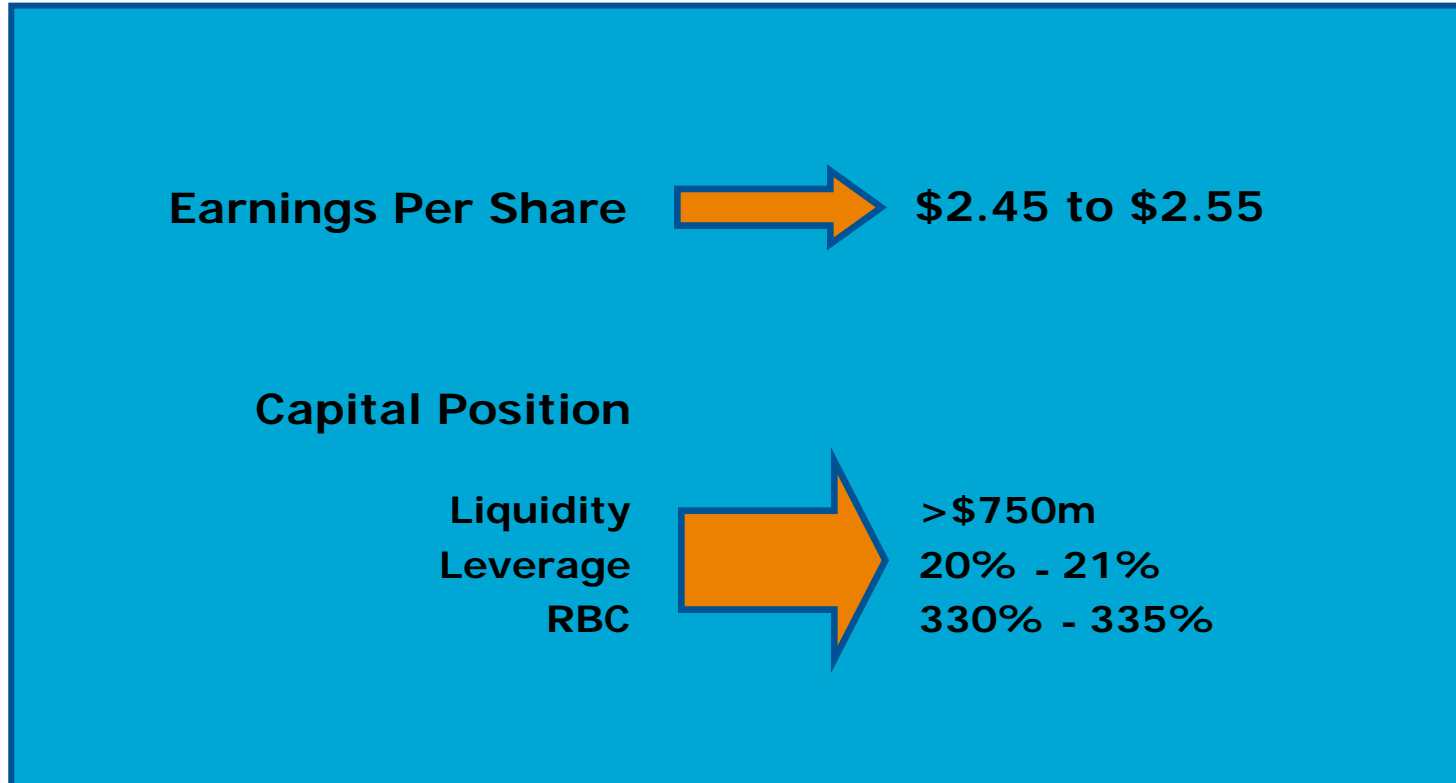 Earnings Per Share $2.45 to $2.55
Capital Position
Liquidity >$750m
Leverage 20% - 21%
RBC 330% - 335%